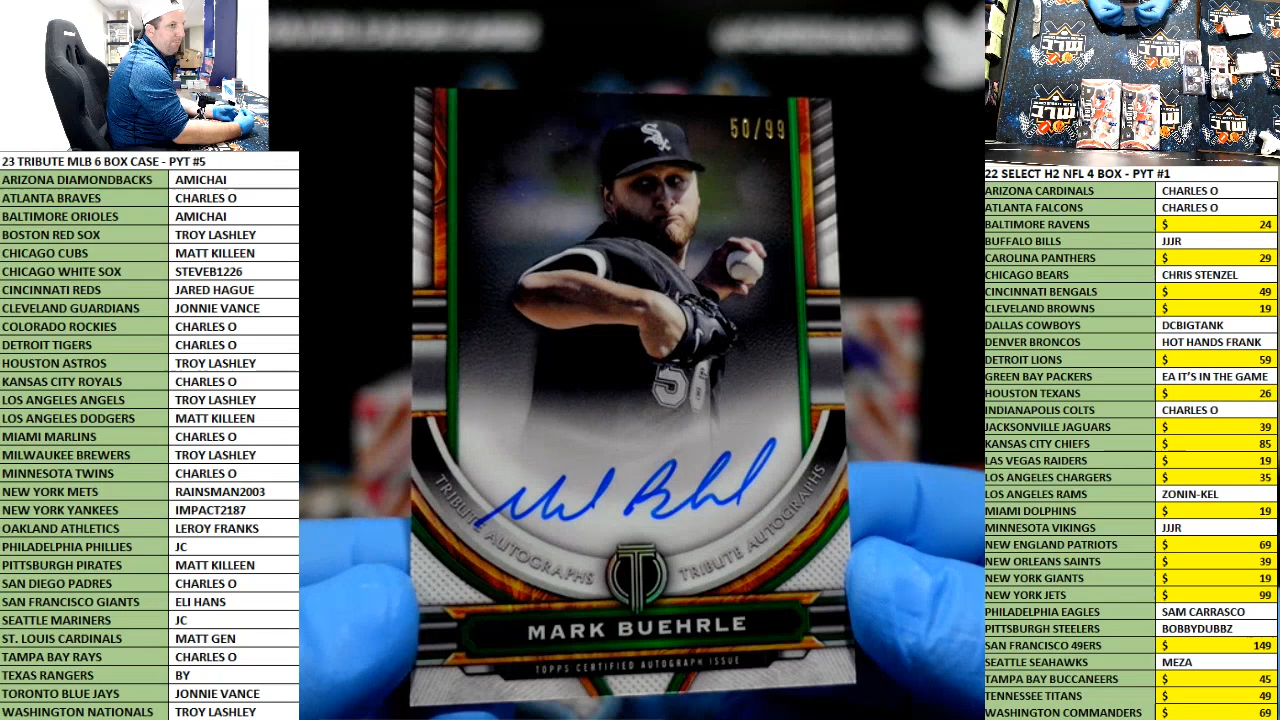 23 TRIBUTE MLB 6 BOX CASE - PYT #5
ARIZONA DIAMONDBACKS AMICHAI
ATLANTA BRAVES CHARLES O
BALTIMORE ORIOLES AMICHAI
BOSTON RED SOX TROY LASHLEY
CHICAGO CUBS MATT KILLEEN
CHICAGO WHITE SOX STEVEB1226
CINCINNATI REDS JARED HAGUE
CLEVELAND GUARDIANS JONNIE VANCE
COLORADO ROCKIES CHARLES O
DETROIT TIGERS CHARLES O
HOUSTON ASTROS TROY LASHLEY
KANSAS CITY ROYALS CHARLES O
LOS ANGELES ANGELS TROY LASHLEY
LOS ANGELES DODGERS MATT KILLEEN
MIAMI MARLINS CHARLES O
MILWAUKEE BREWERS TROY LASHLEY
MINNESOTA TWINS CHARLES O
NEW YORK METS RAINSMAN2003
NEW YORK YANKEES IMPACT2187
OAKLAND ATHLETICS LEROY FRANKS
PHILADELPHIA PHILLIES JC
PITTSBURGH PIRATES MATT KILLEEN
SAN DIEGO PADRES CHARLES O
SAN FRANCISCO GIANTS ELI HANS
SEATTLE MARINERS JC
ST. LOUIS CARDINALS MATT GEN
TAMPA BAY RAYS CHARLES O
TEXAS RANGERS BY
TORONTO BLUE JAYS JONNIE VANCE
WASHINGTON NATIONALS TROY LASHLEY
50/99
SOX
56
TRIBUTE AUTOGRAPHS TRIBUTE AUTOGRAPHS
T
MARK BUEHRLE
TOPPS CERTIFIED AUTOGRAPH ISSUE
22 SELECT H2 NFL 4 BOX - PYT #1
ARIZONA CARDINALS CHARLES O
ATLANTA FALCONS CHARLES O
BALTIMORE RAVENS $ 24
BUFFALO BILLS JJJR
CAROLINA PANTHERS $ 29
CHICAGO BEARS CHRIS STENZEL
CINCINNATI BENGALS $ 49
CLEVELAND BROWNS $ 19
DALLAS COWBOYS DCBIGTANK
DENVER BRONCOS HOT HANDS FRANK
DETROIT LIONS $ 59
GREEN BAY PACKERS EA IT'S IN THE GAME
HOUSTON TEXANS $ 26
INDIANAPOLIS COLTS CHARLES O
JACKSONVILLE JAGUARS $ 39
KANSAS CITY CHIEFS $ 85
LAS VEGAS RAIDERS $ 19
LOS ANGELES CHARGERS $ 35
LOS ANGELES RAMS ZONIN-KEL
MIAMI DOLPHINS $ 19
MINNESOTA VIKINGS JJJR
NEW ENGLAND PATRIOTS $ 69
NEW ORLEANS SAINTS $ 39
NEW YORK GIANTS $ 19
NEW YORK JETS $ 99
PHILADELPHIA EAGLES SAM CARRASCO
PITTSBURGH STEELERS BOBBYDUBBZ
SAN FRANCISCO 49ERS $ 149
SEATTLE SEAHAWKS MEZA
TAMPA BAY BUCCANEERS $ 45
TENNESSEE TITANS $ 49
WASHINGTON COMMANDERS $ 69